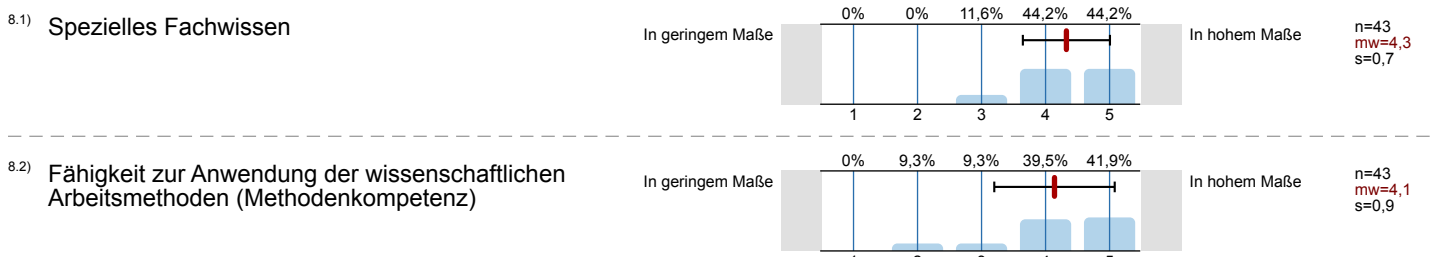 8.1) Spezielles Fachwissen
In geringem Maße
0% 0% 11,6% 44,2% 44,2%
1 2 3 4 5
In hohem Maße
n=43
mw=4,3
s=0,7
8.2) Fähigkeit zur Anwendung der wissenschaftlichen
Arbeitsmethoden (Methodenkompetenz)
In geringem Maße
0% 9,3% 9,3% 39,5% 41,9%
In hohem Maße
n=43
mw=4,1
s=0,9